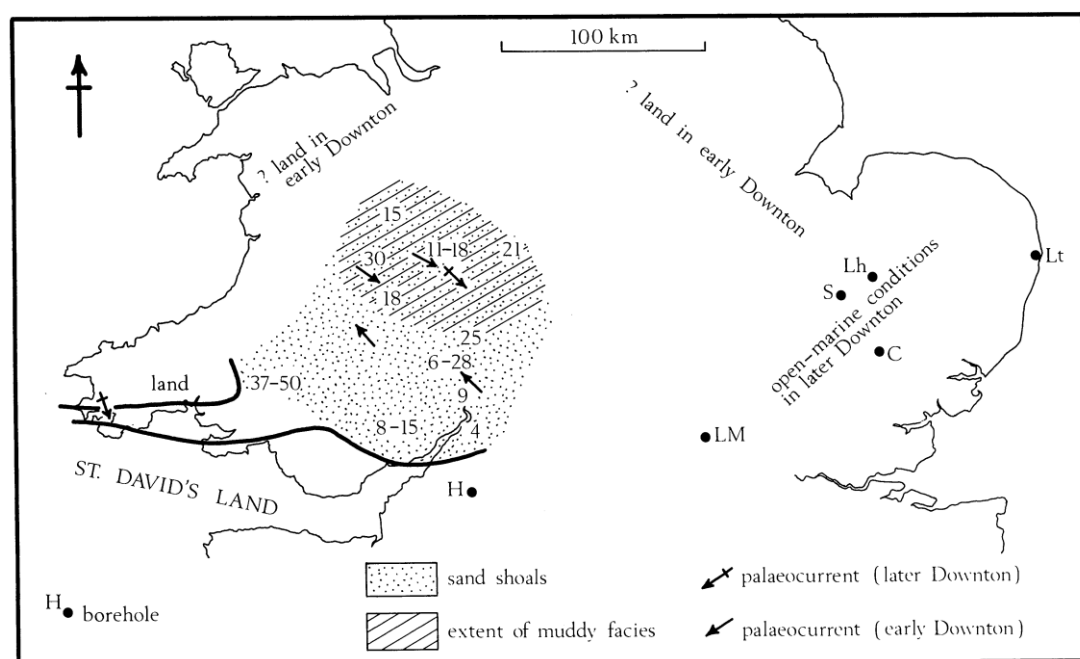 100 km
? land in
early Downton
? land in early Downton
15
11–18
21
30
18
25
6–28
9
4
37–50
8–15
land
ST. DAVID'S LAND
H
Lt
Lh
S
C
LM
open–marine conditions
in later Downton
H borehole
sand shoals
extent of muddy facies
palaeocurrent (later Downton)
palaeocurrent (early Downton)